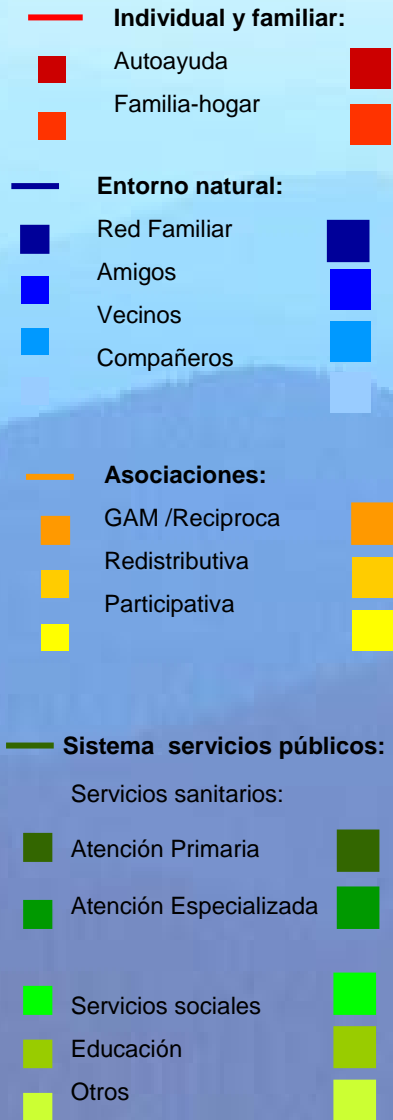 Individual y familiar:
Autoayuda
Familia-hogar
Entorno natural:
Red Familiar
Amigos
Vecinos
Compañeros
Asociaciones:
GAM /Reciproca
Redistributiva
Participativa
Sistema servicios públicos:
Servicios sanitarios:
Atención Primaria
Atención Especializada
Servicios sociales
Educación
Otros